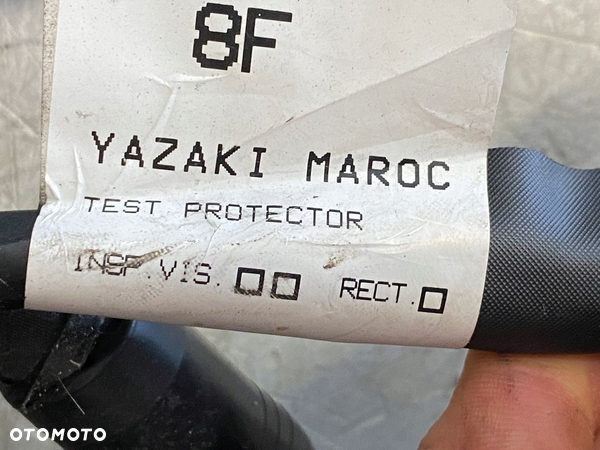 8F
YAZAKI MAROC
TEST PROTECTOR
INSP.VIS. □□ RECT.□
OTOMOTO